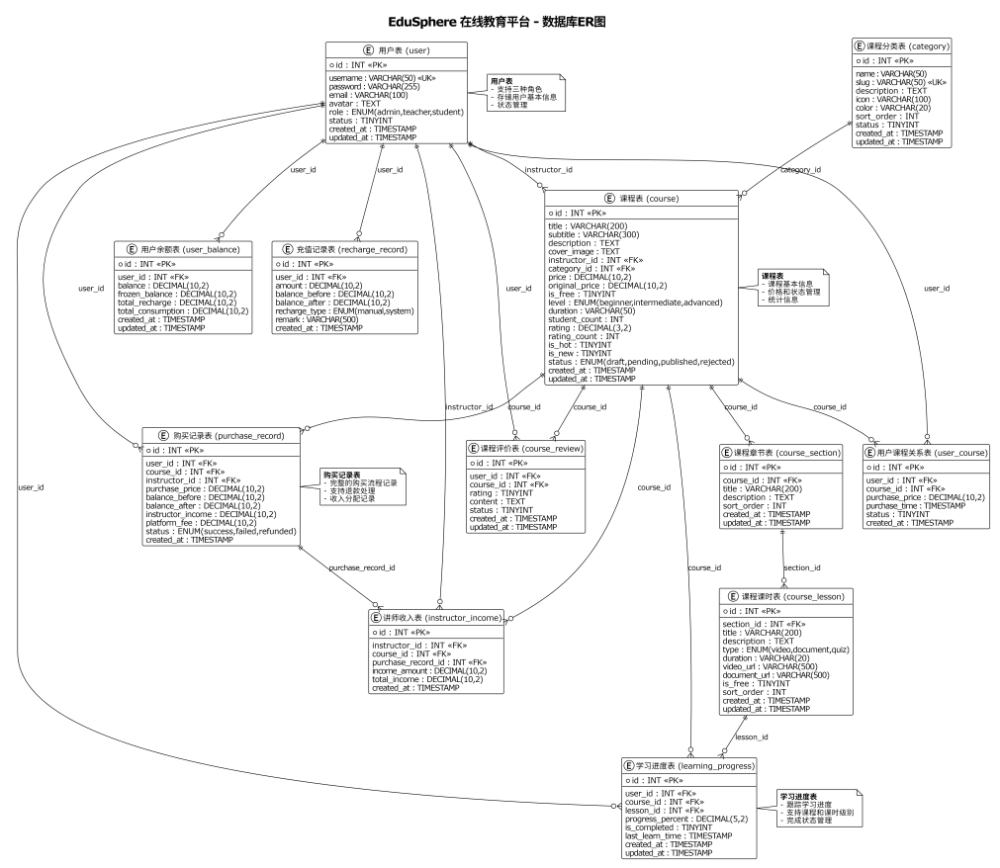 EduSphere 在线教育平台 - 数据库ER图
E 用户表 (user)
id : INT «PK»
username : VARCHAR(50) «UK»
password : VARCHAR(255)
email : VARCHAR(100)
avatar : TEXT
role : ENUM(admin,teacher,student)
status : TINYINT
created_at : TIMESTAMP
updated_at : TIMESTAMP
用户表
- 支持三种角色
- 存储用户基本信息
- 状态管理
E 课程分类表 (category)
id : INT «PK»
name : VARCHAR(50)
slug : VARCHAR(50) «UK»
description : TEXT
icon : VARCHAR(100)
color : VARCHAR(20)
sort_order : INT
status : TINYINT
created_at : TIMESTAMP
updated_at : TIMESTAMP
user_id
user_id
instructor_id
category_id
E 用户余额表 (user_balance)
id : INT «PK»
user_id : INT «FK»
balance : DECIMAL(10,2)
frozen_balance : DECIMAL(10,2)
total_recharge : DECIMAL(10,2)
total_consumption : DECIMAL(10,2)
created_at : TIMESTAMP
updated_at : TIMESTAMP
E 充值记录表 (recharge_record)
id : INT «PK»
user_id : INT «FK»
amount : DECIMAL(10,2)
balance_before : DECIMAL(10,2)
balance_after : DECIMAL(10,2)
recharge_type : ENUM(manual,system)
remark : VARCHAR(500)
created_at : TIMESTAMP
E 课程表 (course)
id : INT «PK»
title : VARCHAR(200)
subtitle : VARCHAR(300)
description : TEXT
cover_image : TEXT
instructor_id : INT «FK»
category_id : INT «FK»
price : DECIMAL(10,2)
original_price : DECIMAL(10,2)
is_free : TINYINT
level : ENUM(beginner,intermediate,advanced)
duration : VARCHAR(50)
student_count : INT
rating : DECIMAL(3,2)
rating_count : INT
is_hot : TINYINT
is_new : TINYINT
status : ENUM(draft,pending,published,rejected)
created_at : TIMESTAMP
updated_at : TIMESTAMP
课程表
- 课程基本信息
- 价格和状态管理
- 统计信息
user_id
user_id
user_id
instructor_id
course_id
course_id
course_id
course_id
E 购买记录表 (purchase_record)
id : INT «PK»
user_id : INT «FK»
course_id : INT «FK»
instructor_id : INT «FK»
purchase_price : DECIMAL(10,2)
balance_before : DECIMAL(10,2)
balance_after : DECIMAL(10,2)
instructor_income : DECIMAL(10,2)
platform_fee : DECIMAL(10,2)
status : ENUM(success,failed,refunded)
created_at : TIMESTAMP
购买记录表
- 完整的购买流程记录
- 支持退款处理
- 收入分配记录
E 课程评价表 (course_review)
id : INT «PK»
user_id : INT «FK»
course_id : INT «FK»
rating : TINYINT
content : TEXT
status : TINYINT
created_at : TIMESTAMP
updated_at : TIMESTAMP
E 课程章节表 (course_section)
id : INT «PK»
course_id : INT «FK»
title : VARCHAR(200)
description : TEXT
sort_order : INT
created_at : TIMESTAMP
updated_at : TIMESTAMP
E 用户课程关系表 (user_course)
id : INT «PK»
user_id : INT «FK»
course_id : INT «FK»
purchase_price : DECIMAL(10,2)
purchase_time : TIMESTAMP
status : TINYINT
created_at : TIMESTAMP
user_id
course_id
purchase_record_id
course_id
section_id
E 讲师收入表 (instructor_income)
id : INT «PK»
instructor_id : INT «FK»
course_id : INT «FK»
purchase_record_id : INT «FK»
income_amount : DECIMAL(10,2)
total_income : DECIMAL(10,2)
created_at : TIMESTAMP
E 课程课时表 (course_lesson)
id : INT «PK»
section_id : INT «FK»
title : VARCHAR(200)
description : TEXT
type : ENUM(video,document,quiz)
duration : VARCHAR(20)
video_url : VARCHAR(500)
document_url : VARCHAR(500)
is_free : TINYINT
sort_order : INT
created_at : TIMESTAMP
updated_at : TIMESTAMP
lesson_id
E 学习进度表 (learning_progress)
id : INT «PK»
user_id : INT «FK»
course_id : INT «FK»
lesson_id : INT «FK»
progress_percent : DECIMAL(5,2)
is_completed : TINYINT
last_learn_time : TIMESTAMP
created_at : TIMESTAMP
updated_at : TIMESTAMP
学习进度表
- 跟踪学习进度
- 支持课程和课时级别
- 完成状态管理